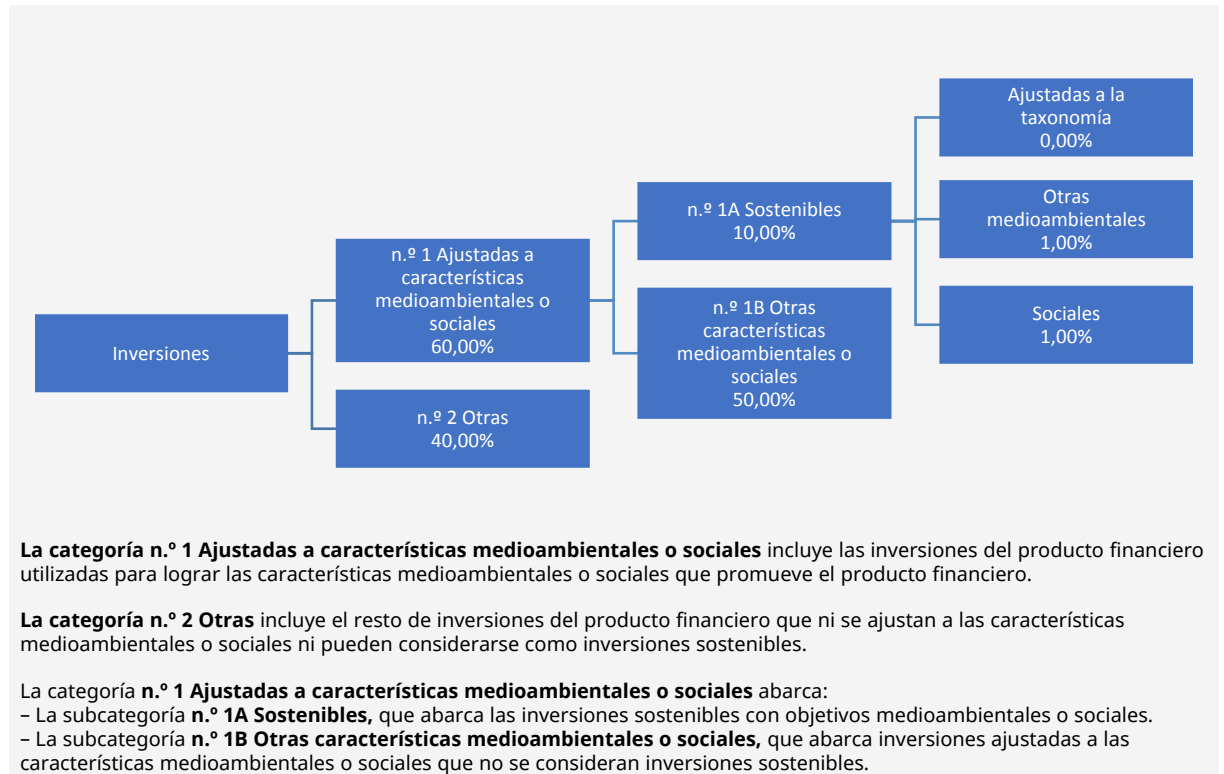 Inversiones
n.º 1 Ajustadas a
características
medioambientales o
sociales
60,00%
n.º 2 Otras
40,00%
n.º 1A Sostenibles
10,00%
n.º 1B Otras
características
medioambientales o
sociales
50,00%
Ajustadas a la
taxonomía
0,00%
Otras
medioambientales
1,00%
Sociales
1,00%
La categoría n.º 1 Ajustadas a características medioambientales o sociales incluye las inversiones del producto financiero
utilizadas para lograr las características medioambientales o sociales que promueve el producto financiero.
La categoría n.º 2 Otras incluye el resto de inversiones del producto financiero que ni se ajustan a las características
medioambientales o sociales ni pueden considerarse como inversiones sostenibles.
La categoría n.º 1 Ajustadas a características medioambientales o sociales abarca:
– La subcategoría n.º 1A Sostenibles, que abarca las inversiones sostenibles con objetivos medioambientales o sociales.
– La subcategoría n.º 1B Otras características medioambientales o sociales, que abarca inversiones ajustadas a las
características medioambientales o sociales que no se consideran inversiones sostenibles.